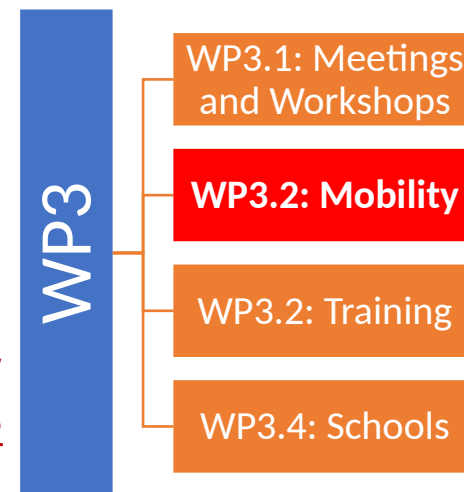 WP3
WP3.1: Meetings
and Workshops
WP3.2: Mobility
WP3.2: Training
WP3.4: Schools